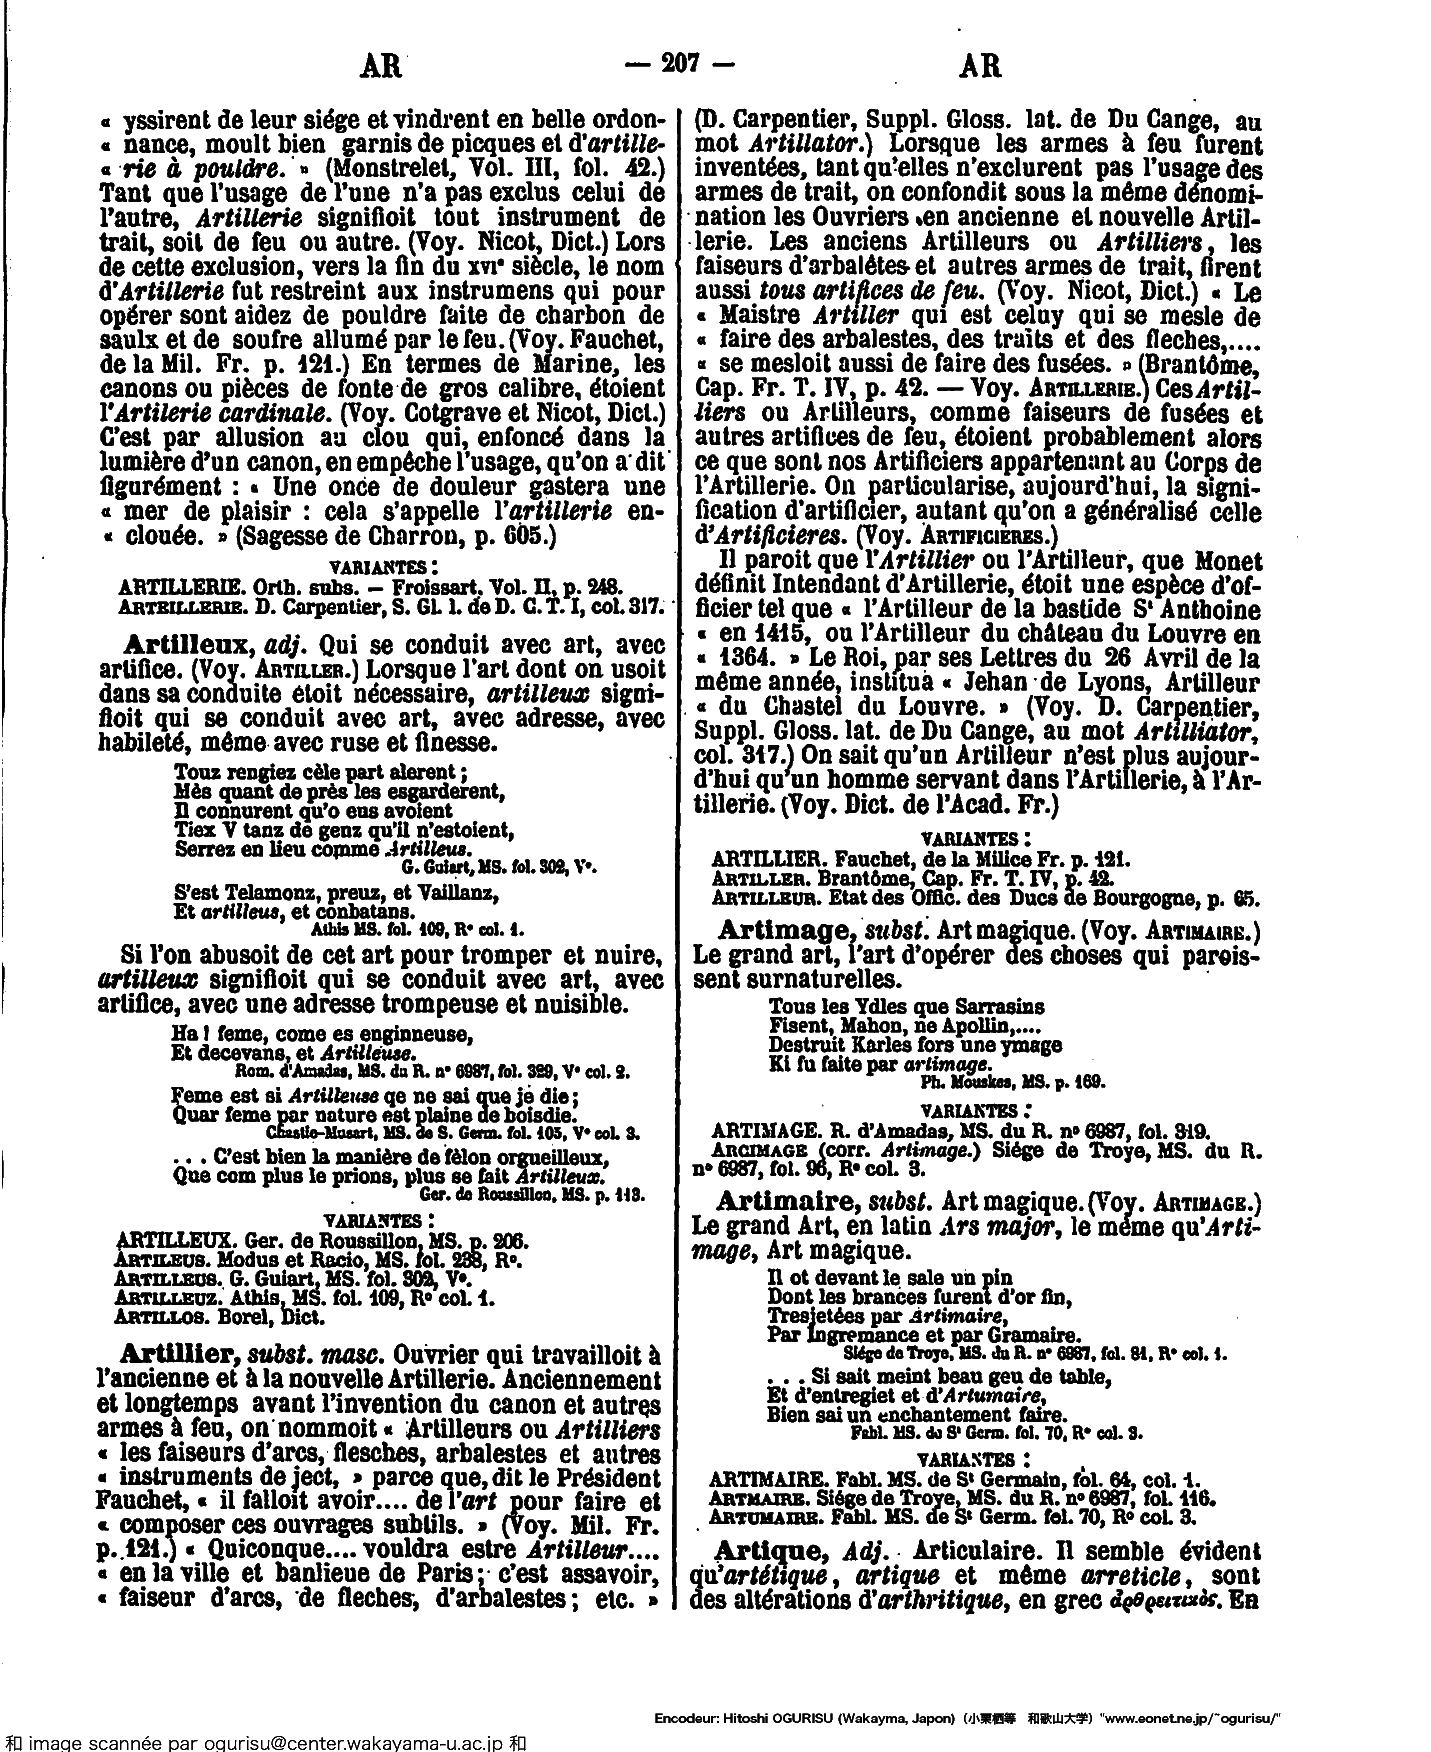 AR
— 207 —
AR
« yssirent de leur siége et vindrent en belle ordon-
« nance, moult bien garnis de picques et d'artille-
« rie à pouldre. » (Monstrelet, Vol. III, fol. 42.)
Tant que l'usage de l'une n'a pas exclus celui de
l'autre, Artillerie signifioit tout instrument de
trait, soit de feu ou autre. (Voy. Nicot, Dict.) Lors
de cette exclusion, vers la fin du XVIe siècle, le nom
d'Artillerie fut restreint aux instrumens qui pour
opérer sont aidez de pouldre faite de charbon de
saulx et de soufre allumé par le feu. (Voy. Fauchet,
de la Mil. Fr. p. 121.) En termes de Marine, les
canons ou pièces de fonte de gros calibre, étoient
l'Artilerie cardinale. (Voy. Cotgrave et Nicot, Dict.)
C'est par allusion au clou qui, enfoncé dans la
lumière d'un canon, en empêche l'usage, qu'on a dit
figurément : « Une once de douleur gastera une
« mer de plaisir : cela s'appelle l'artillerie en-
« clouée. » (Sagesse de Charron, p. 605.)
VARIANTES :
ARTILLERIE. Orth. subs. — Froissart. Vol. II, p. 248.
ARTEILLERIE. D. Carpentier, S. Gl. l. de D. C. T. I, col. 317.
Artilleux, adj. Qui se conduit avec art, avec
artifice. (Voy. ARTILLER.) Lorsque l'art dont on usoit
dans sa conduite étoit nécessaire, artilleux signi-
fioit qui se conduit avec art, avec adresse, avec
habileté, même avec ruse et finesse.
Touz rengiez cèle part alerent ;
Mès quant de près les esgarderent,
Il connurent qu'o eus avoient
Tiex V tanz de genz qu'il n'estoient,
Serrez en lieu comme Artilleus.
G. Guiart, MS. fol. 302, Vº.
S'est Telamonz, preuz, et Vaillanz,
Et artilleus, et conbatans.
Athis MS. fol. 109, Rº col. 1.
Si l'on abusoit de cet art pour tromper et nuire,
artilleux signifioit qui se conduit avec art, avec
artifice, avec une adresse trompeuse et nuisible.
Ha ! feme, come es enginneuse,
Et decevans, et Artilleuse.
Rom. d'Amadas, MS. du R. nº 6987, fol. 329, Vº col. 2.
Feme est si Artilleuse qe ne sai que je die ;
Quar feme par nature est plaine de boisdie.
Chastie-Musart, MS. de S. Germ. fol. 105, Vº col. 3.
. . . C'est bien la manière de félon orgueilleux,
Que com plus le prions, plus se fait Artilleux.
Ger. de Roussillon, MS. p. 113.
VARIANTES :
ARTILLEUX. Ger. de Roussillon, MS. p. 206.
ARTILEUS. Modus et Racio, MS. fol. 238, Rº.
ARTILLEUS. G. Guiart, MS. fol. 302, Vº.
ARTILLEUZ. Athis, MS. fol. 109, Rº col. 1.
ARTILLOS. Borel, Dict.
Artillier, subst. masc. Ouvrier qui travailloit à
l'ancienne et à la nouvelle Artillerie. Anciennement
et longtemps avant l'invention du canon et autres
armes à feu, on nommoit « Artilleurs ou Artilliers
« les faiseurs d'arcs, flesches, arbalestes et autres
« instruments de ject, » parce que, dit le Président
Fauchet, « il falloit avoir.... de l'art pour faire et
« composer ces ouvrages subtils. » (Voy. Mil. Fr.
p. 121.) « Quiconque.... vouldra estre Artilleur....
« en la ville et banlieue de Paris ; c'est assavoir,
« faiseur d'arcs, de fleches, d'arbalestes ; etc. »
(D. Carpentier, Suppl. Gloss. lat. de Du Cange, au
mot Artillator.) Lorsque les armes à feu furent
inventées, tant qu'elles n'exclurent pas l'usage des
armes de trait, on confondit sous la même dénomi-
nation les Ouvriers en ancienne et nouvelle Artil-
lerie. Les anciens Artilleurs ou Artilliers, les
faiseurs d'arbalétes et autres armes de trait, firent
aussi tous artifices de feu. (Voy. Nicot, Dict.) « Le
« Maistre Artiller qui est celuy qui se mesle de
« faire des arbalestes, des traits et des fleches,....
« se mesloit aussi de faire des fusées. » (Brantôme,
Cap. Fr. T. IV, p. 42. — Voy. ARTILLERIE.) Ces Artil-
liers ou Artilleurs, comme faiseurs de fusées et
autres artifices de feu, étoient probablement alors
ce que sont nos Artificiers appartenant au Corps de
l'Artillerie. On particularise, aujourd'hui, la signi-
fication d'artificier, autant qu'on a généralisé celle
d'Artificieres. (Voy. ARTIFICIERES.)
Il paroit que l'Artillier ou l'Artilleur, que Monet
définit Intendant d'Artillerie, étoit une espèce d'of-
ficier tel que « l'Artilleur de la bastide St Anthoine
« en 1415, ou l'Artilleur du château du Louvre en
« 1364. » Le Roi, par ses Lettres du 26 Avril de la
même année, institua « Jehan de Lyons, Artilleur
« du Chastel du Louvre. » (Voy. D. Carpentier,
Suppl. Gloss. lat. de Du Cange, au mot Artilliator,
col. 317.) On sait qu'un Artilleur n'est plus aujour-
d'hui qu'un homme servant dans l'Artillerie, à l'Ar-
tillerie. (Voy. Dict. de l'Acad. Fr.)
VARIANTES :
ARTILLIER. Fauchet, de la Milice Fr. p. 121.
ARTILLER. Brantôme, Cap. Fr. T. IV, p. 42.
ARTILLEUR. Etat des Offic. des Ducs de Bourgogne, p. 65.
Artimage, subst. Art magique. (Voy. ARTIMAIRE.)
Le grand art, l'art d'opérer des choses qui parois-
sent surnaturelles.
Tous les Ydles que Sarrasins
Fisent, Mahon, ne Apollin,....
Destruit Karles fors une ymage
Ki fu faite par artimage.
Ph. Mouskes, MS. p. 169.
VARIANTES :
ARTIMAGE. R. d'Amadas, MS. du R. nº 6987, fol. 319.
ARCIMAGE (corr. Artimage.) Siége de Troye, MS. du R.
nº 6987, fol. 96, Rº col. 3.
Artimaire, subst. Art magique. (Voy. ARTIMAGE.)
Le grand Art, en latin Ars major, le même qu'Arti-
mage, Art magique.
Il ot devant le sale un pin
Dont les brances furent d'or fin,
Tresjetées par Artimaire,
Par Ingremance et par Gramaire.
Siége de Troye, MS. du R. nº 6987, fol. 81, Rº col. 1.
. . . Si sait meint beau geu de table,
Et d'entregiet et d'Artumaire,
Bien sai un enchantement faire.
Fabl. MS. du St Germ. fol. 70, Rº col. 3.
VARIANTES :
ARTIMAIRE. Fabl. MS. de St Germain, fol. 64, col. 1.
ARTMAIRE. Siége de Troye, MS. du R. nº 6987, fol. 116.
ARTUMAIRE. Fabl. MS. de St Germ. fol. 70, Rº col. 3.
Artique, Adj. Articulaire. Il semble évident
qu'artétique, artique et même arreticle, sont
des altérations d'arthritique, en grec ἀρθρειτικὸς. En
Encodeur: Hitoshi OGURISU (Wakayma, Japon) (小栗栖等 和歌山大学) "www.eonet.ne.jp/~ogurisu/"
和 image scannée par ogurisu@center.wakayama-u.ac.jp 和